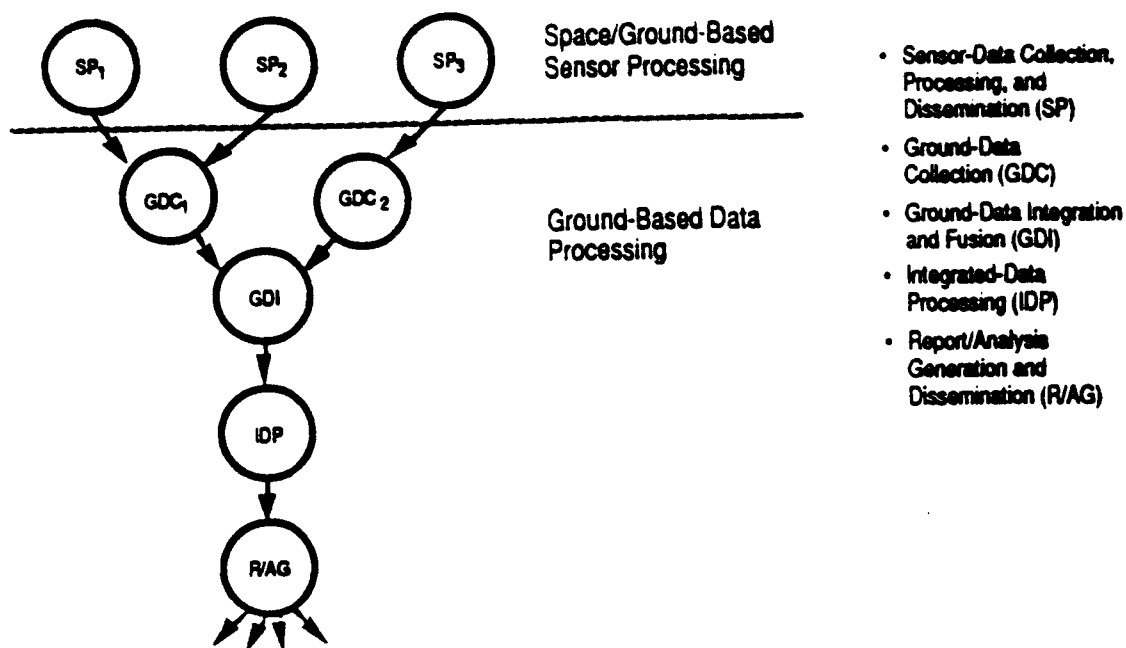 SP₁
SP₂
SP₃
Space/Ground-Based
Sensor Processing
GDC₁
GDC ₂
Ground-Based Data
Processing
GDI
IDP
R/AG
• Sensor-Data Collection,
Processing, and
Dissemination (SP)
• Ground-Data
Collection (GDC)
• Ground-Data Integration
and Fusion (GDI)
• Integrated-Data
Processing (IDP)
• Report/Analysis
Generation and
Dissemination (R/AG)